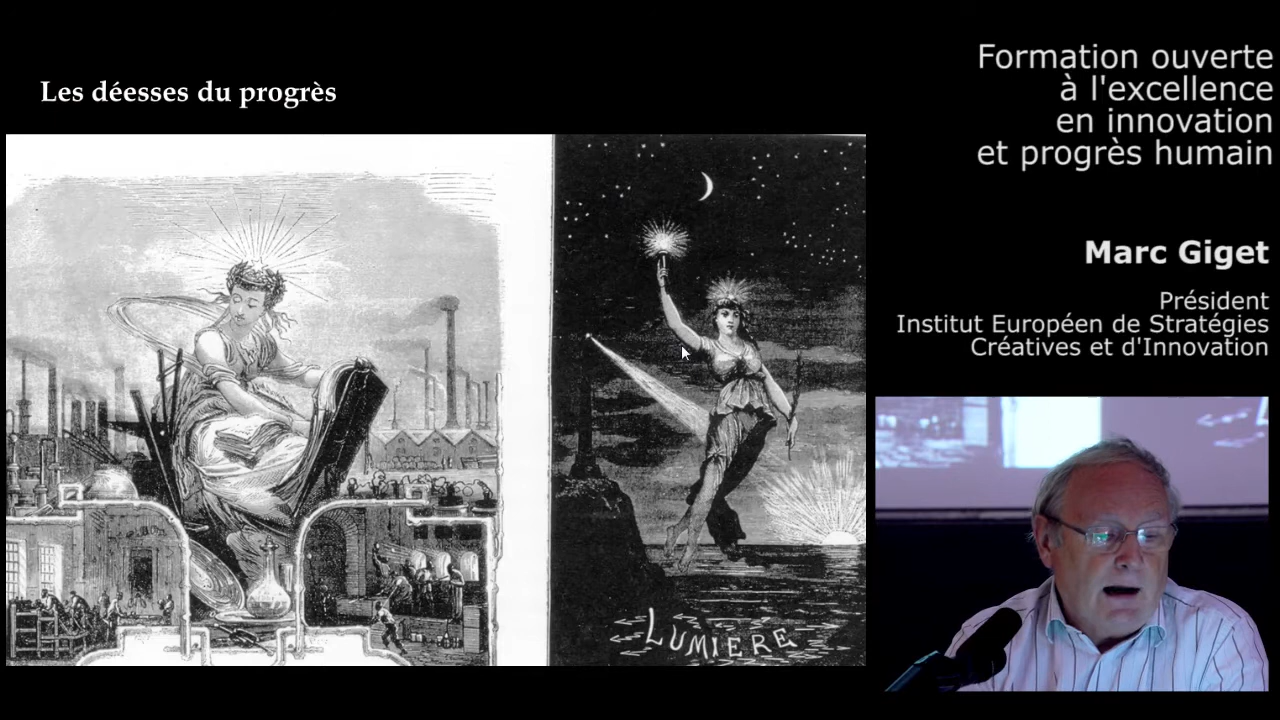 Les déesses du progrès
LUMIERE
Formation ouverte
à l'excellence
en innovation
et progrès humain
Marc Giget
Président
Institut Européen de Stratégies
Créatives et d'Innovation